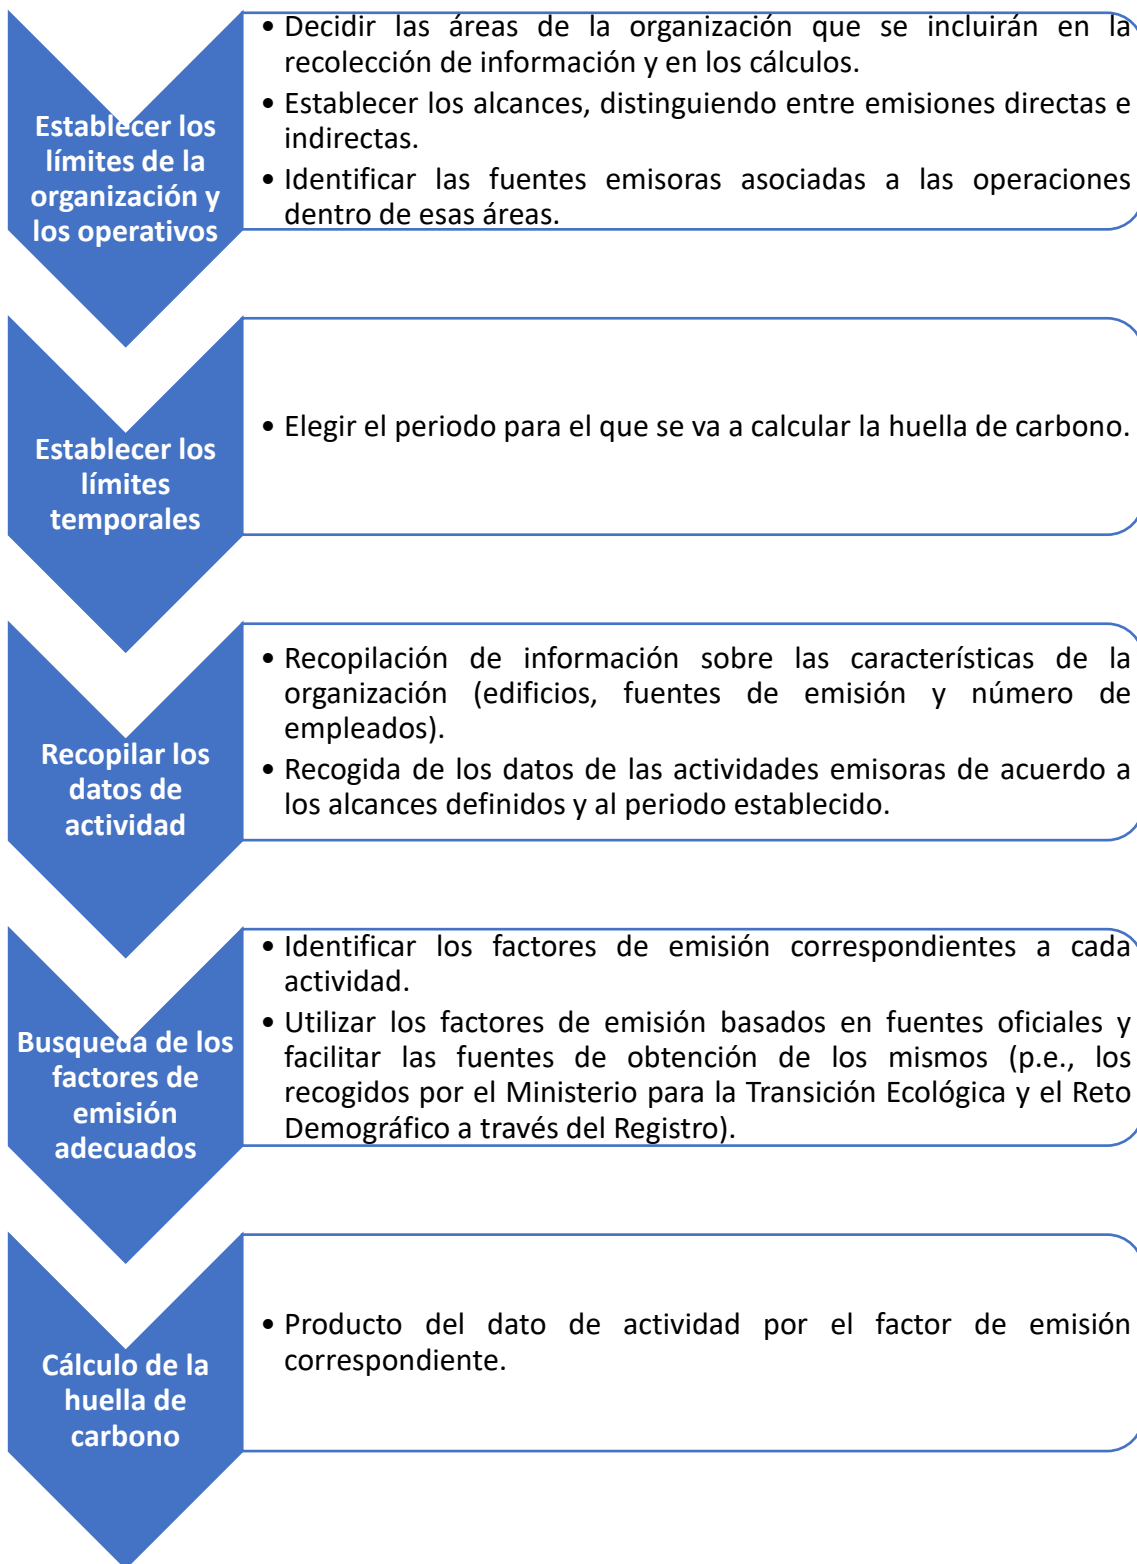 Establecer los
límites de la
organización y
los operativos
• Decidir las áreas de la organización que se incluirán en la
recolección de información y en los cálculos.
• Establecer los alcances, distinguiendo entre emisiones directas e
indirectas.
• Identificar las fuentes emisoras asociadas a las operaciones
dentro de esas áreas.
Establecer los
límites
temporales
• Elegir el periodo para el que se va a calcular la huella de carbono.
Recopilar los
datos de
actividad
• Recopilación de información sobre las características de la
organización (edificios, fuentes de emisión y número de
empleados).
• Recogida de los datos de las actividades emisoras de acuerdo a
los alcances definidos y al periodo establecido.
Busqueda de los
factores de
emisión
adecuados
• Identificar los factores de emisión correspondientes a cada
actividad.
• Utilizar los factores de emisión basados en fuentes oficiales y
facilitar las fuentes de obtención de los mismos (p.e., los
recogidos por el Ministerio para la Transición Ecológica y el Reto
Demográfico a través del Registro).
Cálculo de la
huella de
carbono
• Producto del dato de actividad por el factor de emisión
correspondiente.